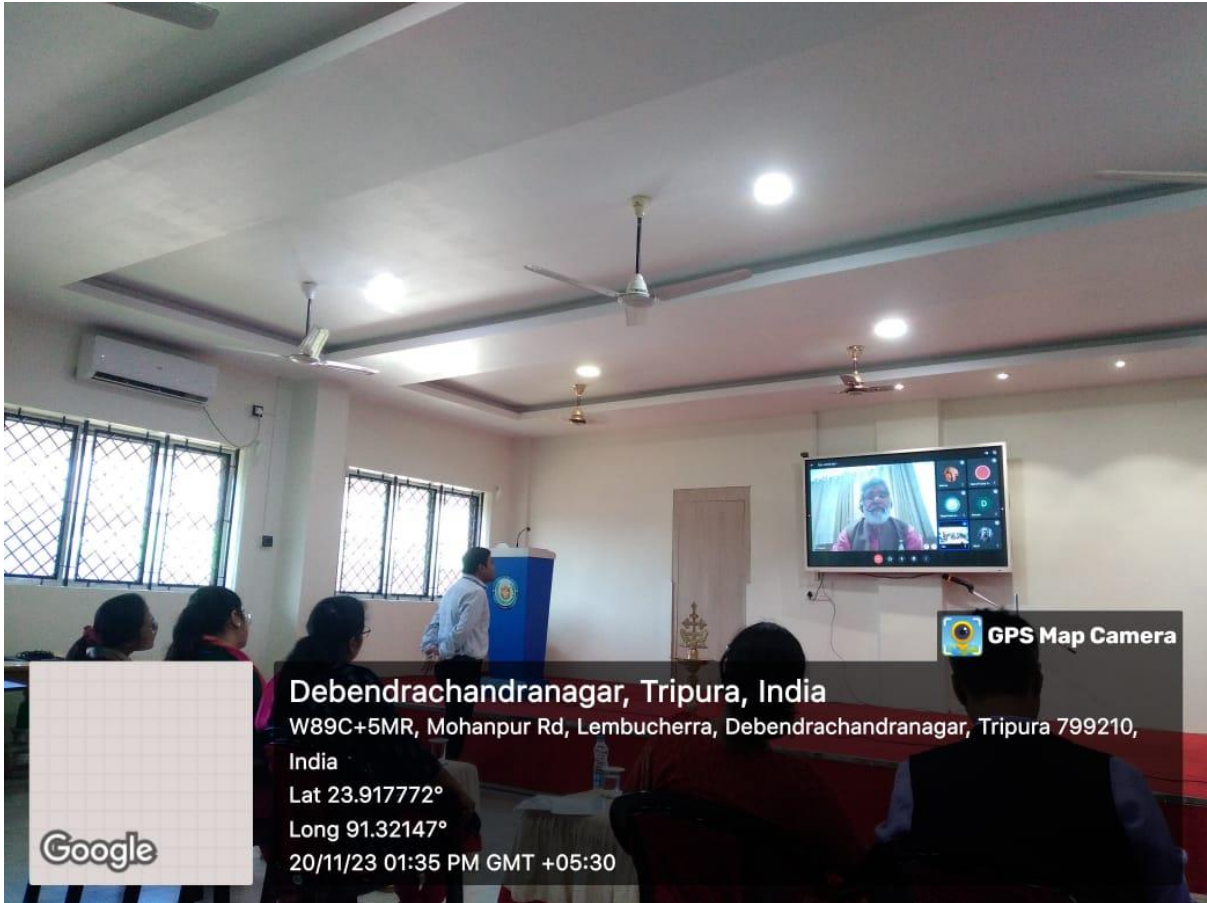 GPS Map Camera
Debendrachandranagar, Tripura, India
W89C+5MR, Mohanpur Rd, Lembucherra, Debendrachandranagar, Tripura 799210,
India
Lat 23.917772°
Long 91.32147°
20/11/23 01:35 PM GMT +05:30
Google